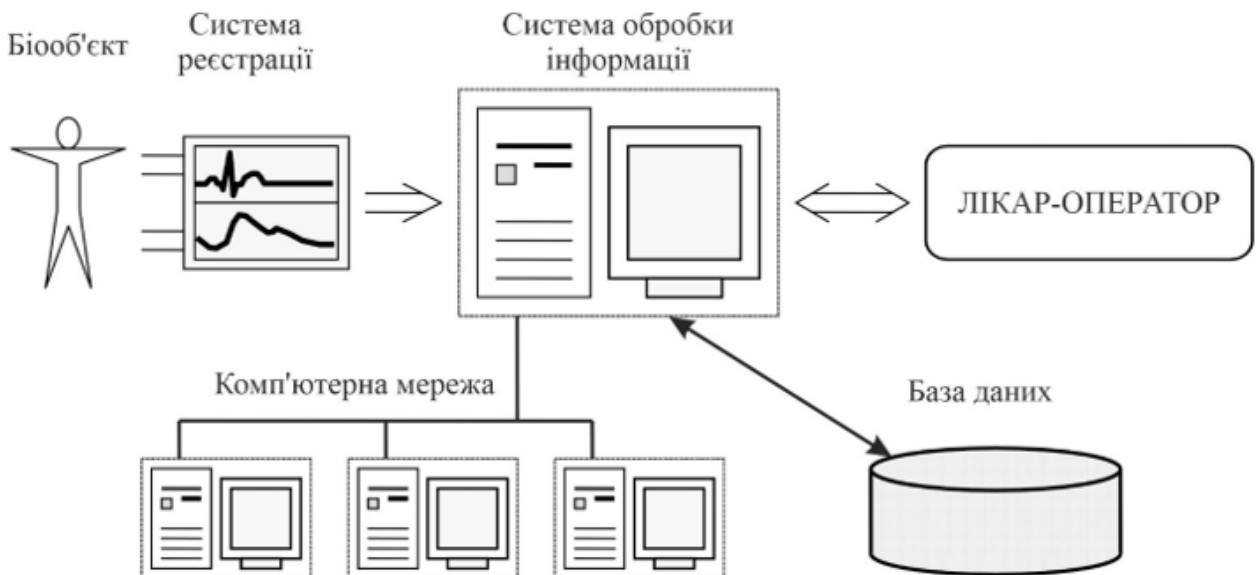 Біооб'єкт
Система
реєстрації
Система обробки
інформації
ЛІКАР-ОПЕРАТОР
Комп'ютерна мережа
База даних